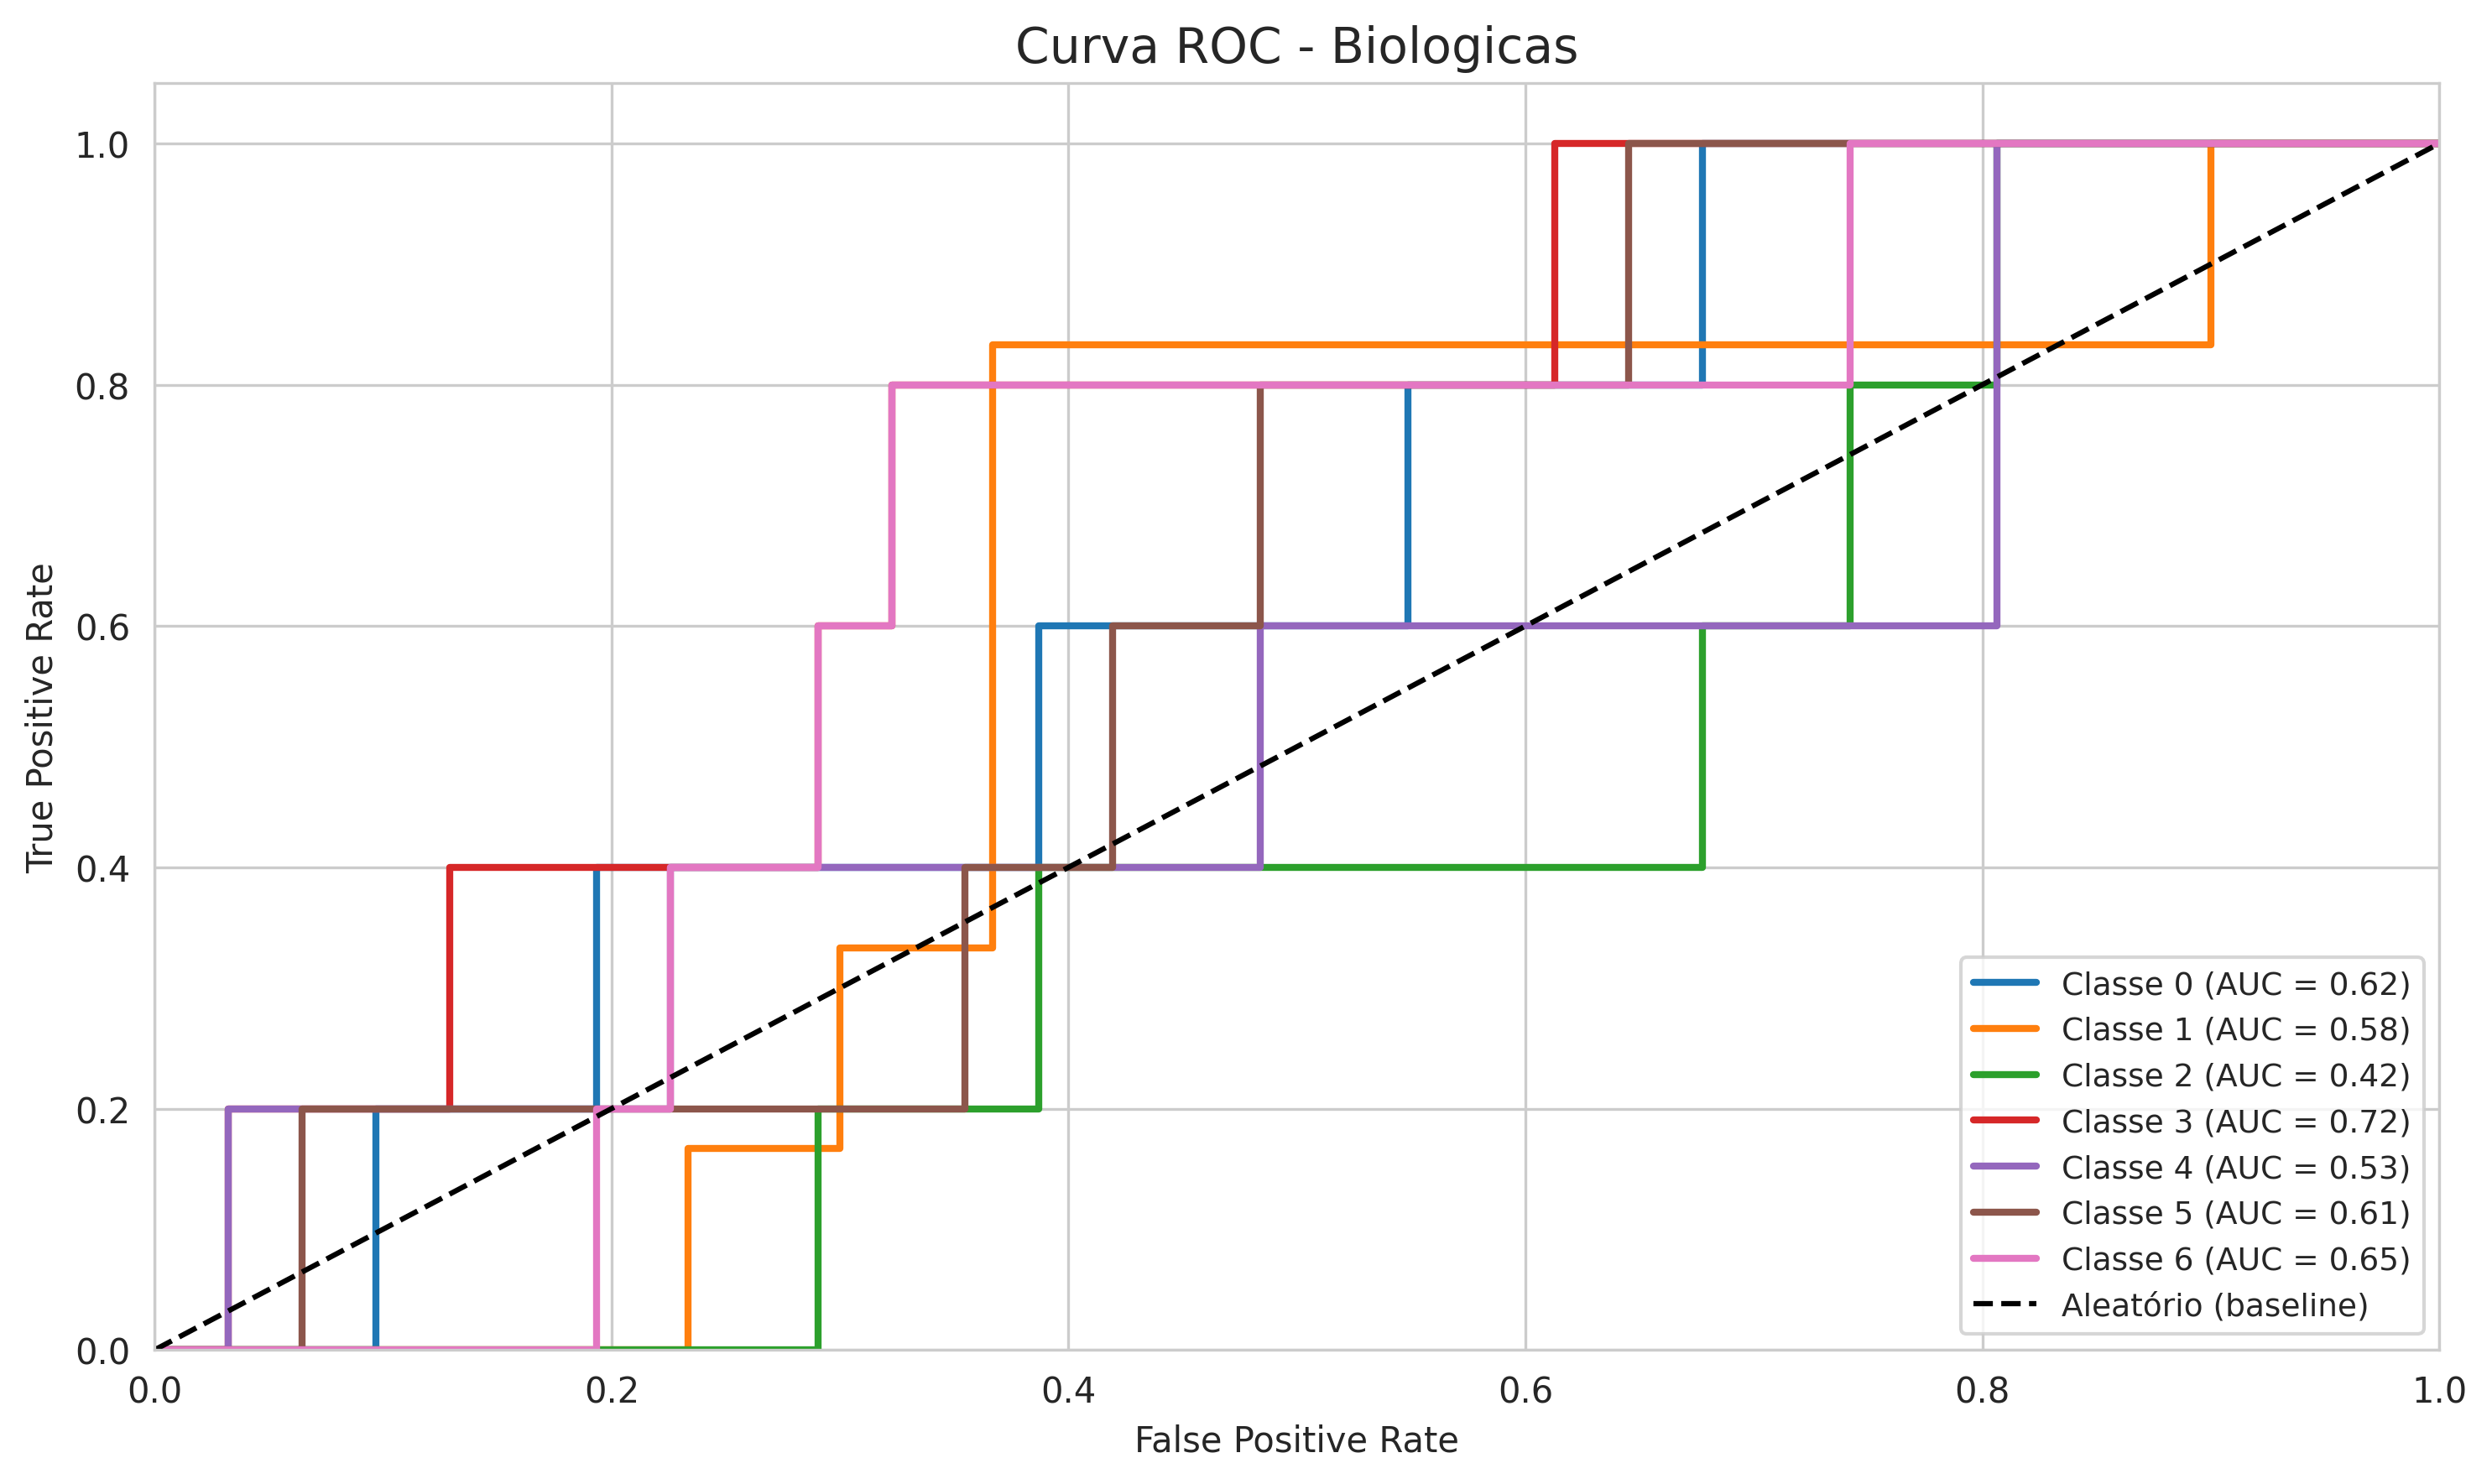 Curva ROC - Biologicas
True Positive Rate
1.0
0.8
0.6
0.4
0.2
0.0
0.0 0.2 0.4 0.6 0.8 1.0
False Positive Rate
Classe 0 (AUC = 0.62)
Classe 1 (AUC = 0.58)
Classe 2 (AUC = 0.42)
Classe 3 (AUC = 0.72)
Classe 4 (AUC = 0.53)
Classe 5 (AUC = 0.61)
Classe 6 (AUC = 0.65)
Aleatório (baseline)